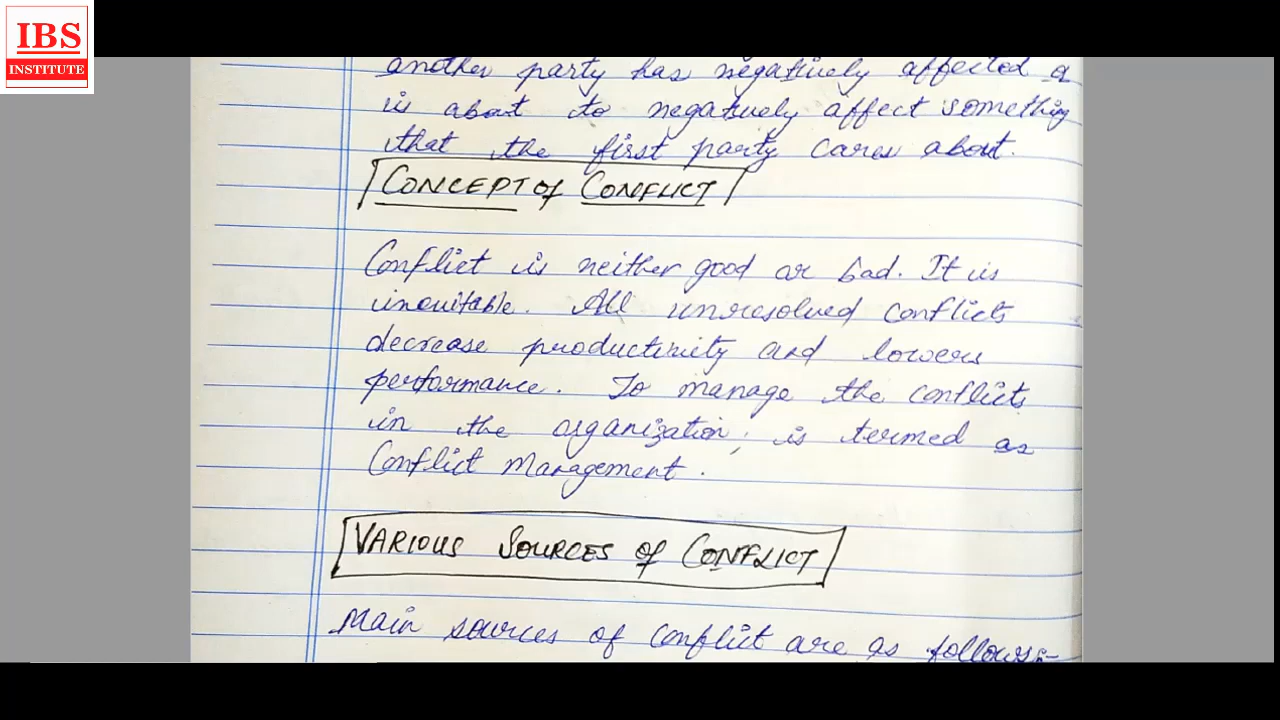 IBS
INSTITUTE
another party has negatively affected or
is about to negatively affect something
that the first party cares about.
CONCEPT of CONFLICT
Conflict is neither good or bad. It is
inevitable. All unresolved conflicts
decrease productivity and lowers
performance. To manage the conflicts
in the organization, is termed as
Conflict Management.
VARIOUS SOURCES of CONFLICT
Main sources of conflict are as follows:-